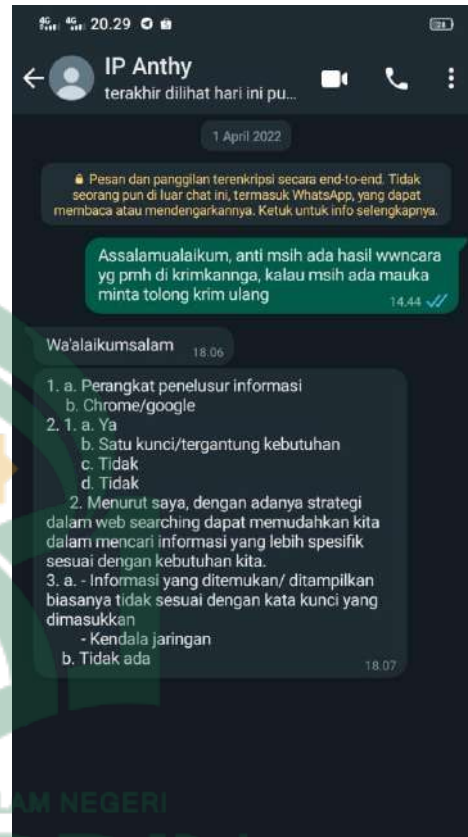 4G 4G 20.29
IP Anthy
terakhir dilihat hari ini pu...
1 April 2022
Pesan dan panggilan terenkripsi secara end-to-end. Tidak
seorang pun di luar chat ini, termasuk WhatsApp, yang dapat
membaca atau mendengarkannya. Ketuk untuk info selengkapnya.
Assalamualaikum, anti msih ada hasil wwncara
yg prnh di krimkannga, kalau msih ada mauka
minta tolong krim ulang
14.44
Wa'alaikumsalam 18.06
1. a. Perangkat penelusur informasi
b. Chrome/google
2. 1. a. Ya
b. Satu kunci/tergantung kebutuhan
c. Tidak
d. Tidak
2. Menurut saya, dengan adanya strategi
dalam web searching dapat memudahkan kita
dalam mencari informasi yang lebih spesifik
sesuai dengan kebutuhan kita.
3. a. - Informasi yang ditemukan/ ditampilkan
biasanya tidak sesuai dengan kata kunci yang
dimasukkan
- Kendala jaringan
b. Tidak ada
18.07
AM NEGERI